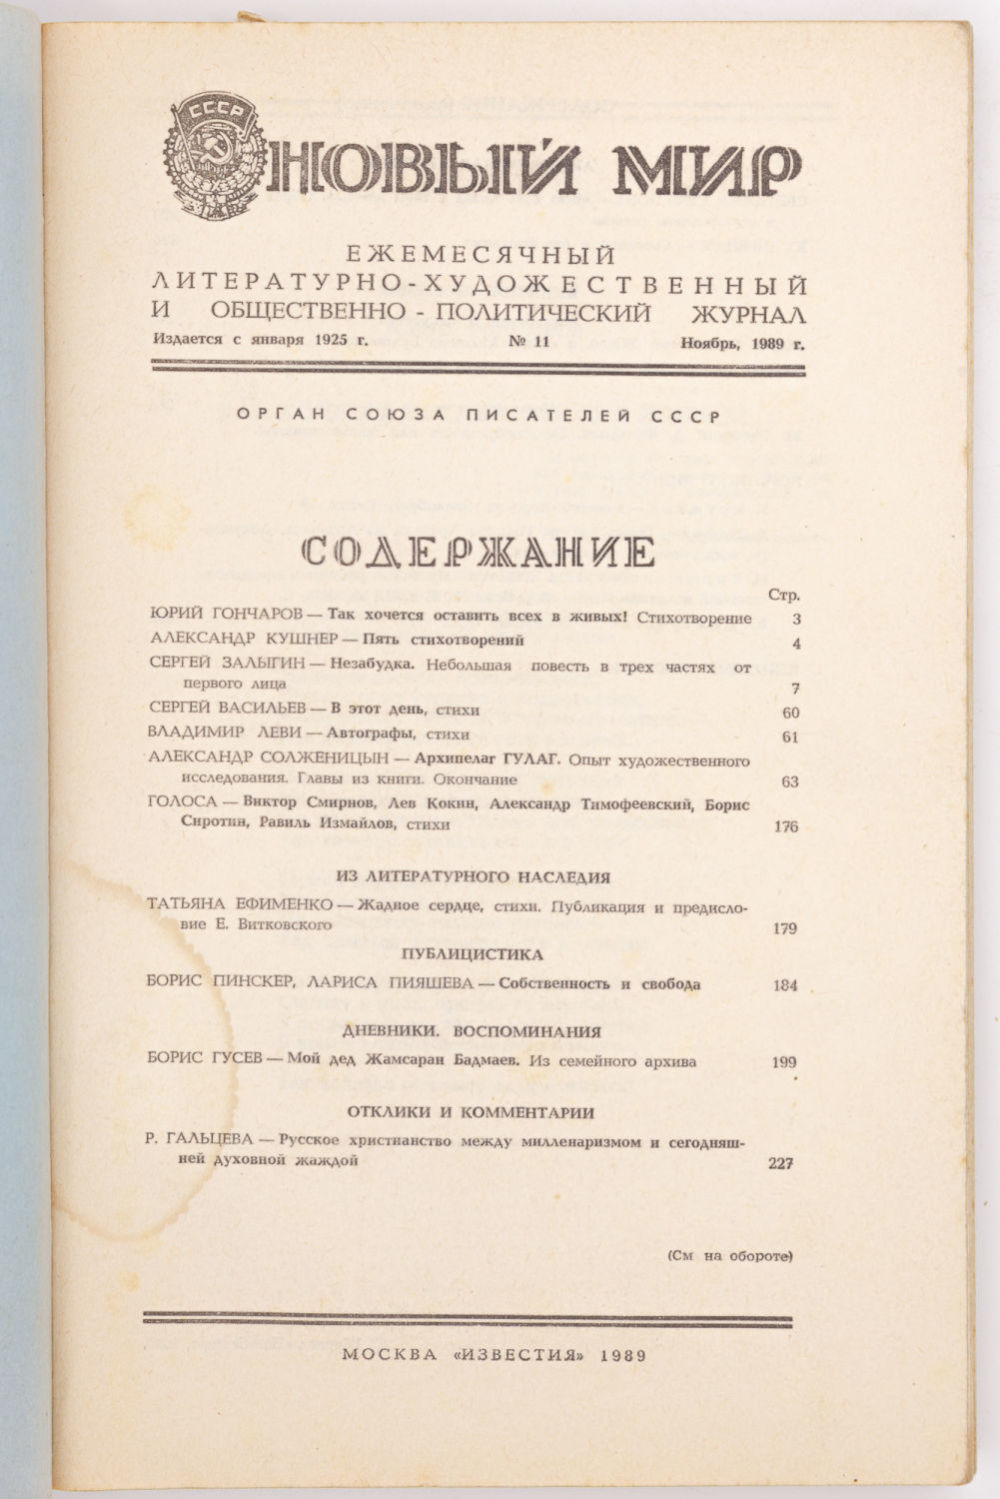 СССР
НОВЫЙ МИР
ЕЖЕМЕСЯЧНЫЙ
ЛИТЕРАТУРНО-ХУДОЖЕСТВЕННЫЙ
И ОБЩЕСТВЕННО - ПОЛИТИЧЕСКИЙ ЖУРНАЛ
Издается с января 1925 г. № 11 Ноябрь, 1989 г.
ОРГАН СОЮЗА ПИСАТЕЛЕЙ СССР
СОДЕРЖАНИЕ
Стр.
ЮРИЙ ГОНЧАРОВ — Так хочется оставить всех в живых! Стихотворение 3
АЛЕКСАНДР КУШНЕР — Пять стихотворений 4
СЕРГЕЙ ЗАЛЫГИН — Незабудка. Небольшая повесть в трех частях от
первого лица 7
СЕРГЕЙ ВАСИЛЬЕВ — В этот день, стихи 60
ВЛАДИМИР ЛЕВИ — Автографы, стихи 61
АЛЕКСАНДР СОЛЖЕНИЦЫН — Архипелаг ГУЛАГ. Опыт художественного
исследования. Главы из книги. Окончание 63
ГОЛОСА — Виктор Смирнов, Лев Кокин, Александр Тимофеевский, Борис
Сиротин, Равиль Измайлов, стихи 176
ИЗ ЛИТЕРАТУРНОГО НАСЛЕДИЯ
ТАТЬЯНА ЕФИМЕНКО — Жадное сердце, стихи. Публикация и предисло-
вие Е. Витковского 179
ПУБЛИЦИСТИКА
БОРИС ПИНСКЕР, ЛАРИСА ПИЯШЕВА — Собственность и свобода 184
ДНЕВНИКИ. ВОСПОМИНАНИЯ
БОРИС ГУСЕВ — Мой дед Жамсаран Бадмаев. Из семейного архива 199
ОТКЛИКИ И КОММЕНТАРИИ
Р. ГАЛЬЦЕВА — Русское христианство между милленаризмом и сегодняш-
ней духовной жаждой 227
(См на обороте)
МОСКВА «ИЗВЕСТИЯ» 1989